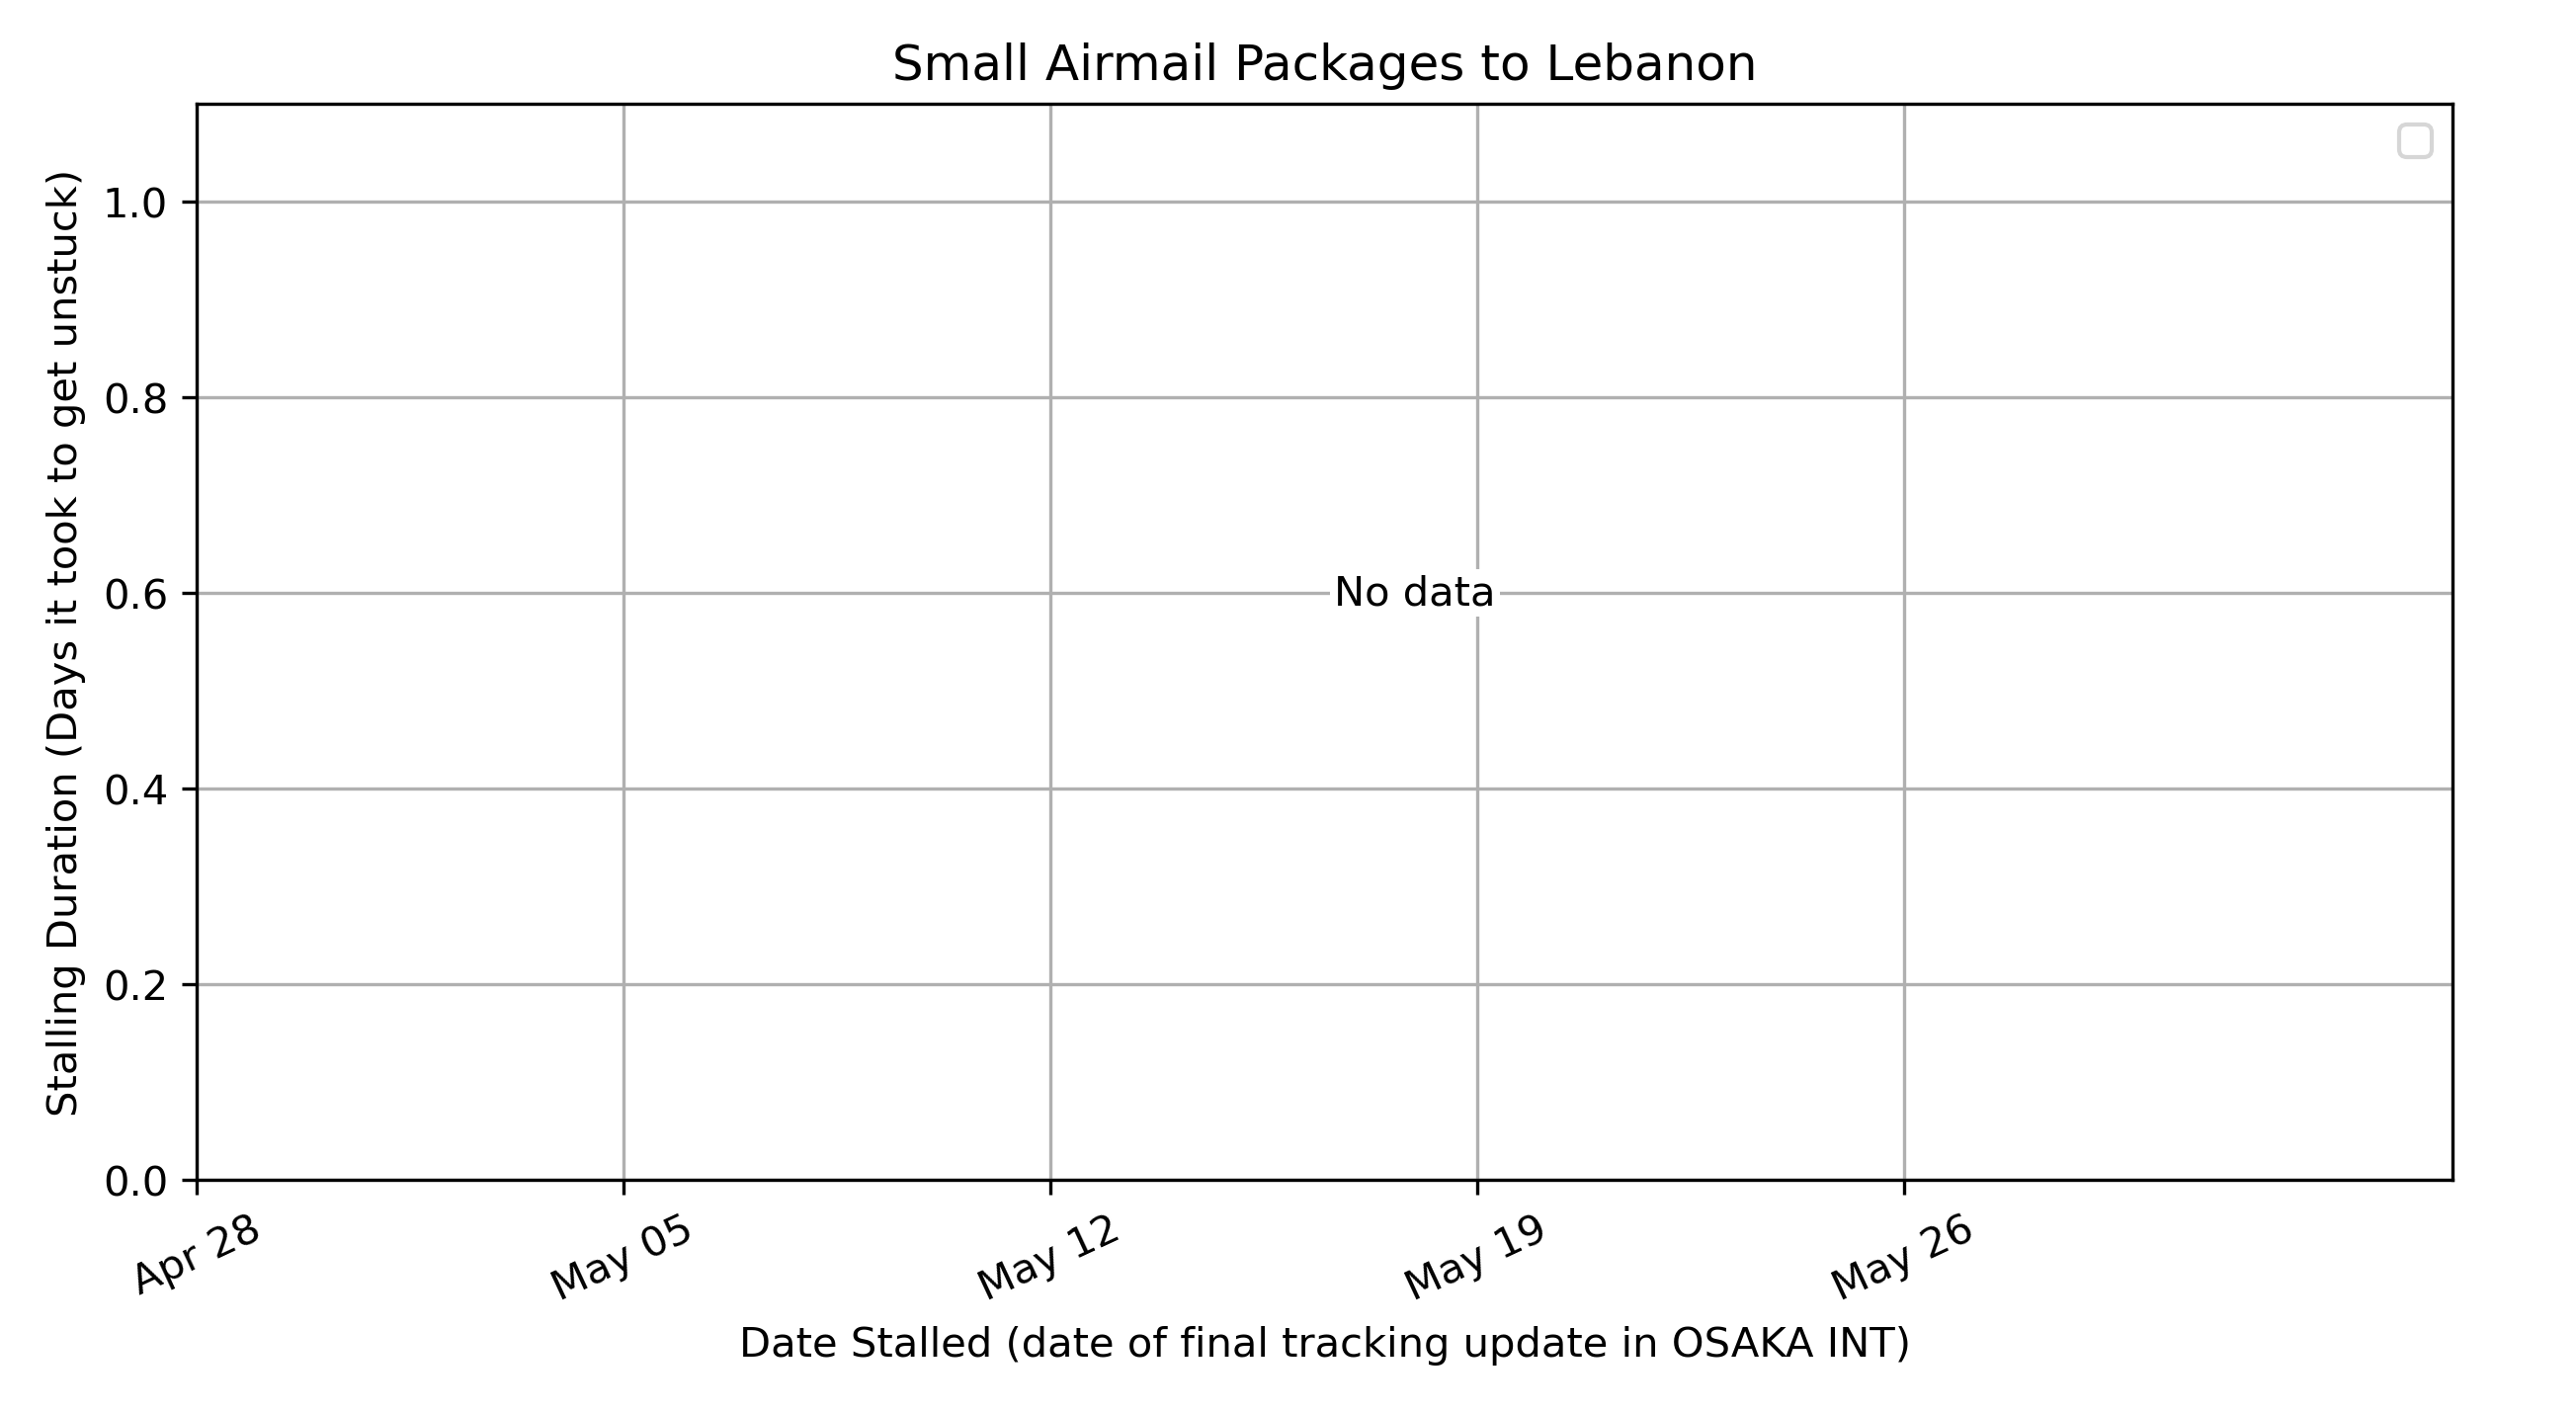 Small Airmail Packages to Lebanon
Stalling Duration (Days it took to get unstuck)
1.0
0.8
0.6
0.4
0.2
0.0
No data
Apr 28
May 05
May 12
May 19
May 26
Date Stalled (date of final tracking update in OSAKA INT)